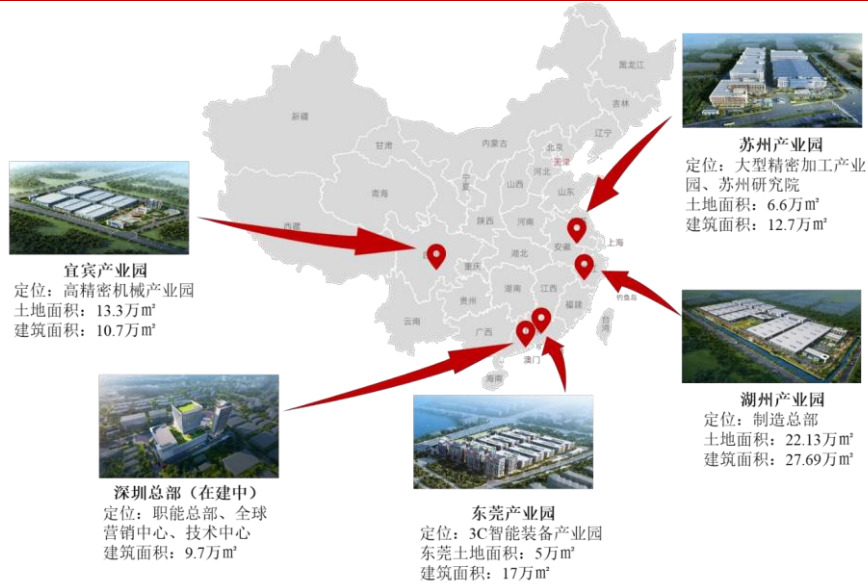 黑龙江
吉林
辽宁
新疆
内蒙古
甘肃
北京
天津
河北
宁夏
山西
山东
青海
陕西
河南
西藏
安徽
上海
湖北
重庆
湖南
江西
贵州
福建
云南
广西
台湾
钓鱼岛
澳门
海南
苏州产业园
定位：大型精密加工产业
园、苏州研究院
土地面积：6.6万㎡
建筑面积：12.7万㎡
宜宾产业园
定位：高精密机械产业园
土地面积：13.3万㎡
建筑面积：10.7万㎡
湖州产业园
定位：制造总部
土地面积：22.13万㎡
建筑面积：27.69万㎡
深圳总部（在建中）
定位：职能总部、全球
营销中心、技术中心
建筑面积：9.7万㎡
东莞产业园
定位：3C智能装备产业园
东莞土地面积：5万㎡
建筑面积：17万㎡